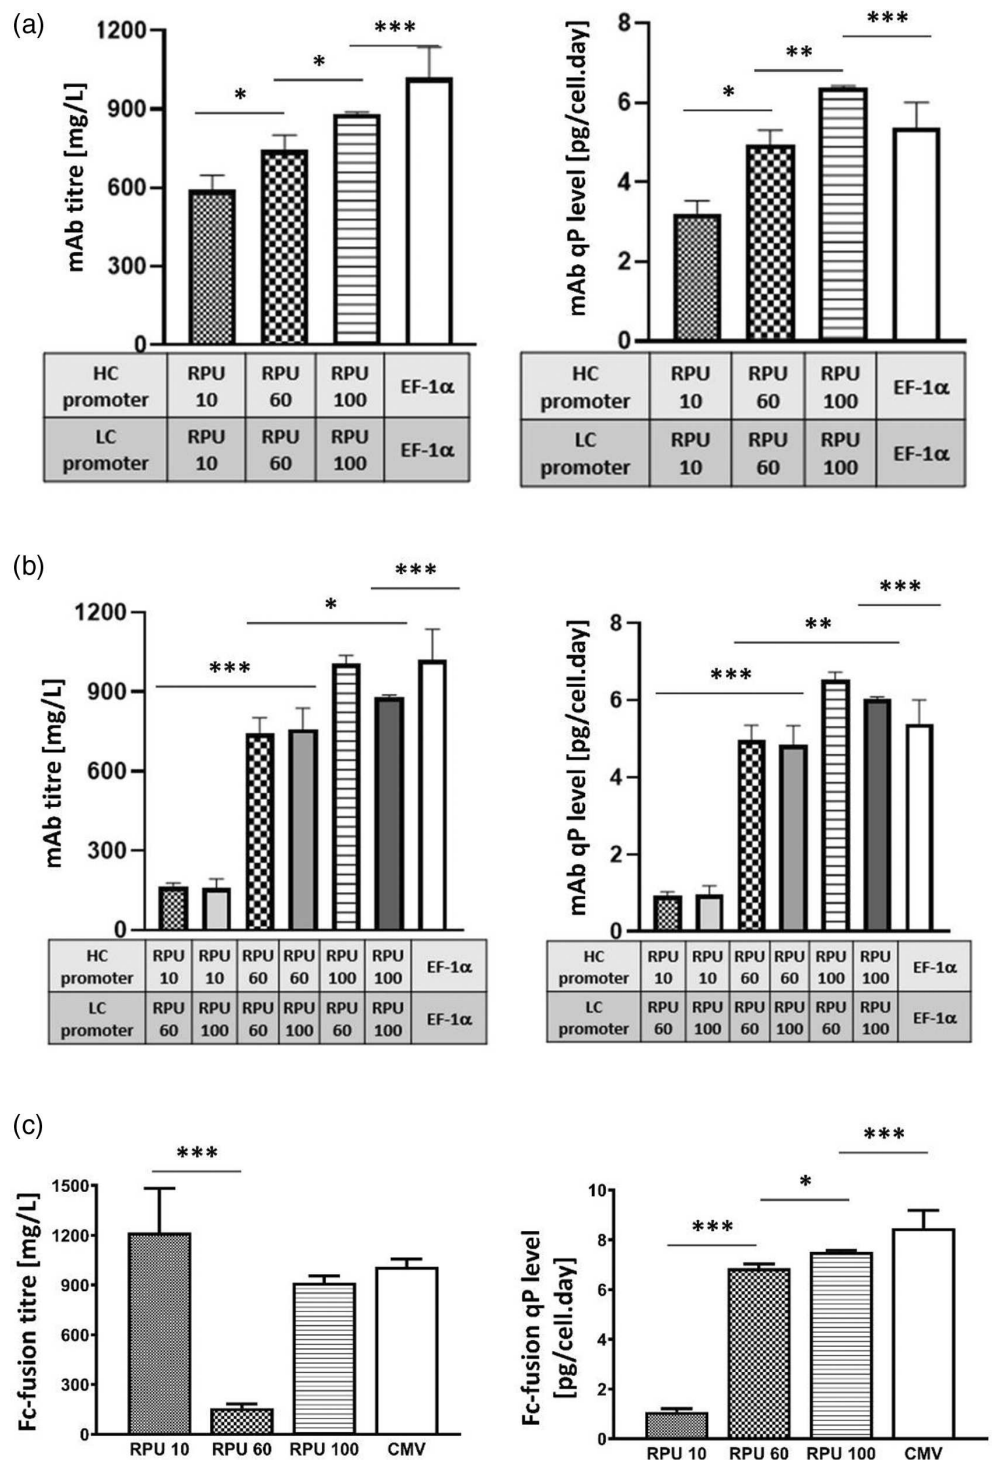 (a)
mAb titre [mg/L]
1200
900
600
300
0
*
*
***
HC promoter RPU 10 RPU 60 RPU 100 EF-1α
LC promoter RPU 10 RPU 60 RPU 100 EF-1α
mAb qP level [pg/cell.day]
8
6
4
2
0
*
**
***
HC promoter RPU 10 RPU 60 RPU 100 EF-1α
LC promoter RPU 10 RPU 60 RPU 100 EF-1α
(b)
mAb titre [mg/L]
1200
900
600
300
0
***
*
***
HC promoter RPU 10 RPU 10 RPU 60 RPU 60 RPU 100 RPU 100 EF-1α
LC promoter RPU 60 RPU 100 RPU 60 RPU 100 RPU 60 RPU 100 EF-1α
mAb qP level [pg/cell.day]
8
6
4
2
0
***
**
***
HC promoter RPU 10 RPU 10 RPU 60 RPU 60 RPU 100 RPU 100 EF-1α
LC promoter RPU 60 RPU 100 RPU 60 RPU 100 RPU 60 RPU 100 EF-1α
(c)
Fc-fusion titre [mg/L]
1500
1200
900
600
300
0
***
RPU 10 RPU 60 RPU 100 CMV
Fc-fusion qP level
[pg/cell.day]
10
8
6
4
2
0
***
*
***
RPU 10 RPU 60 RPU 100 CMV